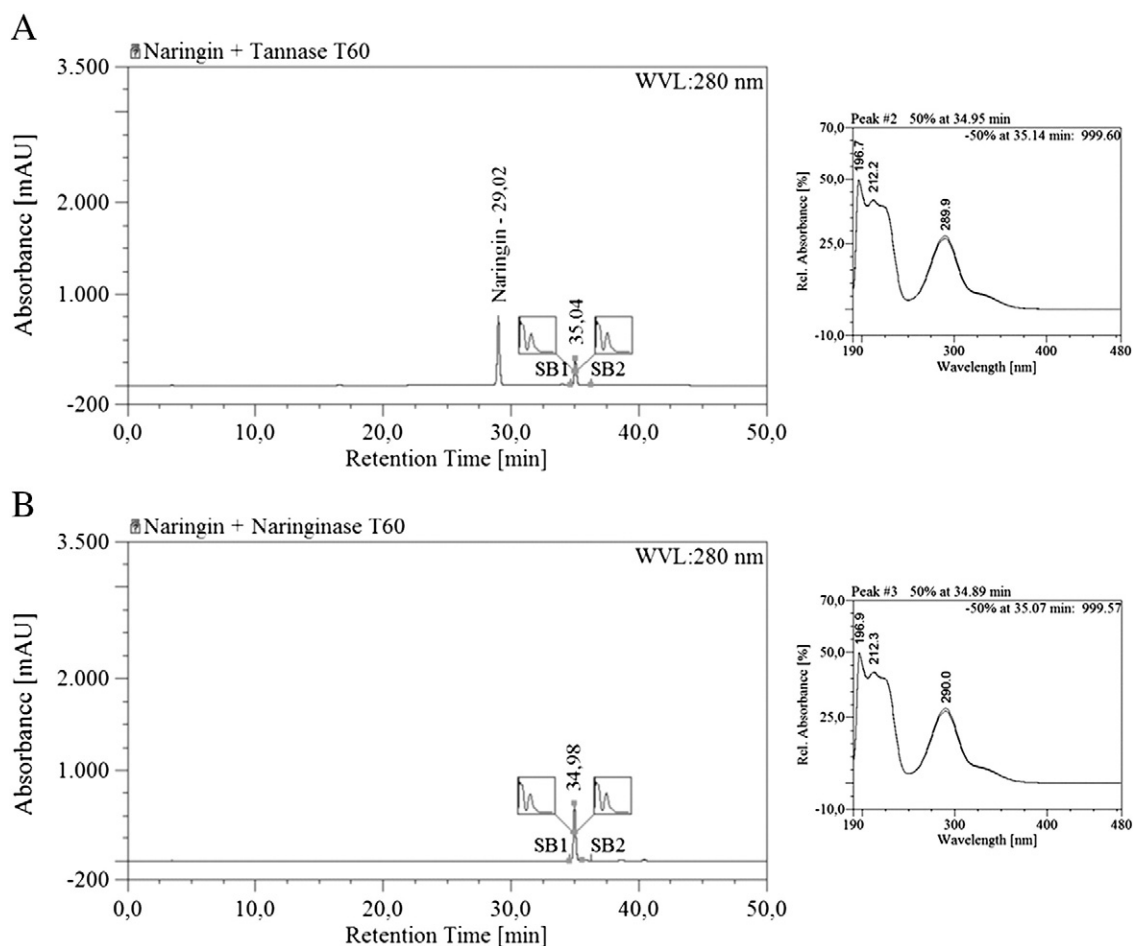 A
Naringin + Tannase T60
3.500
WVL:280 nm
2.000
1.000
-200
Absorbancc [mAU]
Naringin - 29,02
35,04
SB1
SB2
0,0 10,0 20,0 30,0 40,0 50,0
Retention Time [min]
Peak #2 50% at 34.95 min
-50% at 35.14 min: 999.60
70,0
50,0
25,0
-10,0
Rel. Absorbancc [%]
196.7
212.2
289.9
190 300 400 480
Wavelength [nm]
B
Naringin + Naringinase T60
3.500
WVL:280 nm
2.000
1.000
-200
Absorbancc [mAU]
34,98
SB1
SB2
0,0 10,0 20,0 30,0 40,0 50,0
Retention Time [min]
Peak #3 50% at 34.89 min
-50% at 35.07 min: 999.57
70,0
50,0
25,0
-10,0
Rel. Absorbancc [%]
196.9
212.3
290.0
190 300 400 480
Wavelength [nm]